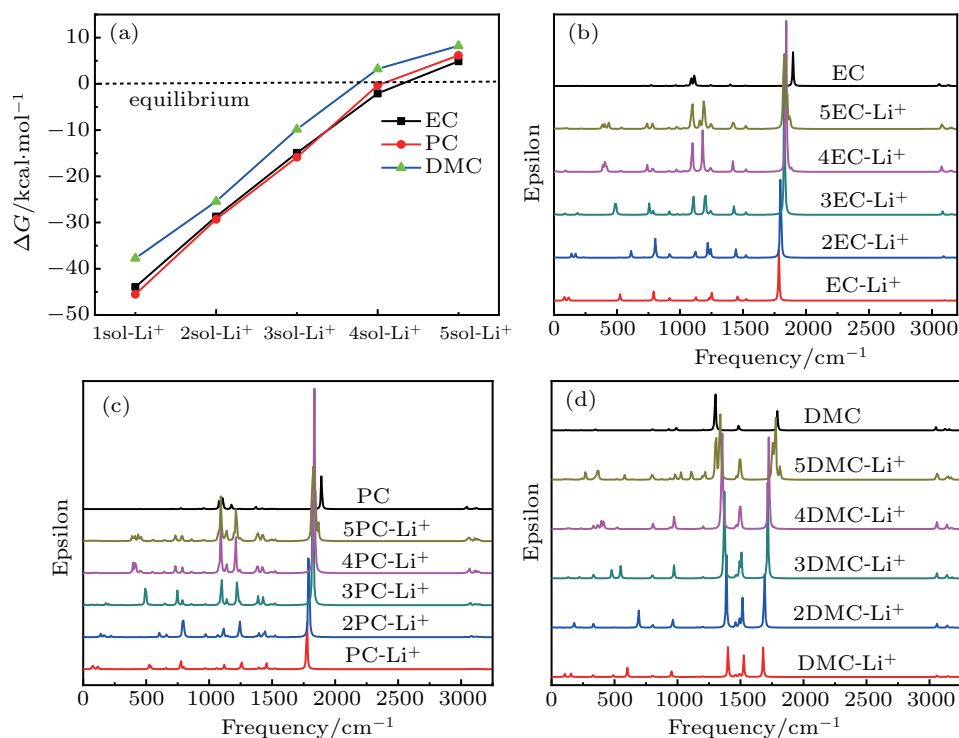 (a)
10
0
-10
-20
-30
-40
-50
ΔG/kcal·mol⁻¹
equilibrium
EC
PC
DMC
1sol-Li⁺ 2sol-Li⁺ 3sol-Li⁺ 4sol-Li⁺ 5sol-Li⁺
(b)
Epsilon
EC
5EC-Li⁺
4EC-Li⁺
3EC-Li⁺
2EC-Li⁺
EC-Li⁺
0 500 1000 1500 2000 2500 3000
Frequency/cm⁻¹
(c)
Epsilon
PC
5PC-Li⁺
4PC-Li⁺
3PC-Li⁺
2PC-Li⁺
PC-Li⁺
0 500 1000 1500 2000 2500 3000
Frequency/cm⁻¹
(d)
Epsilon
DMC
5DMC-Li⁺
4DMC-Li⁺
3DMC-Li⁺
2DMC-Li⁺
DMC-Li⁺
0 500 1000 1500 2000 2500 3000
Frequency/cm⁻¹